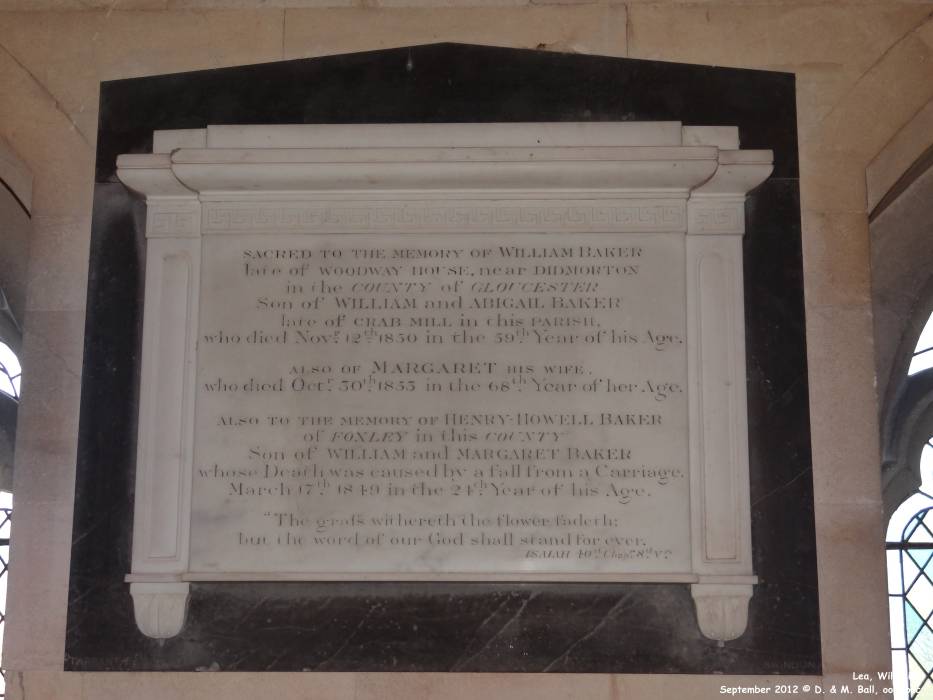 SACRED TO THE MEMORY OF WILLIAM BAKER
late of WOODWAY HOUSE, near DIDMORTON
in the COUNTY of GLOUCESTER
Son of WILLIAM and ABIGAIL BAKER
late of CRAB MILL in this PARISH,
who died Novr. 12th 1850 in the 59th Year of his Age.
ALSO OF MARGARET HIS WIFE.
who died Octr. 30th 1853 in the 68th Year of her Age.
ALSO TO THE MEMORY OF HENRY-HOWELL BAKER
of FOXLEY in this COUNTY
Son of WILLIAM and MARGARET BAKER
whose Death was caused by a fall from a Carriage.
March 17th 1849 in the 24th Year of his Age.
"The grass withereth the flower fadeth:
but the word of our God shall stand for ever.
ISAIAH 40th Chapr. 8th Ve.
Lea,
September 2012 © D. & M. Ball,